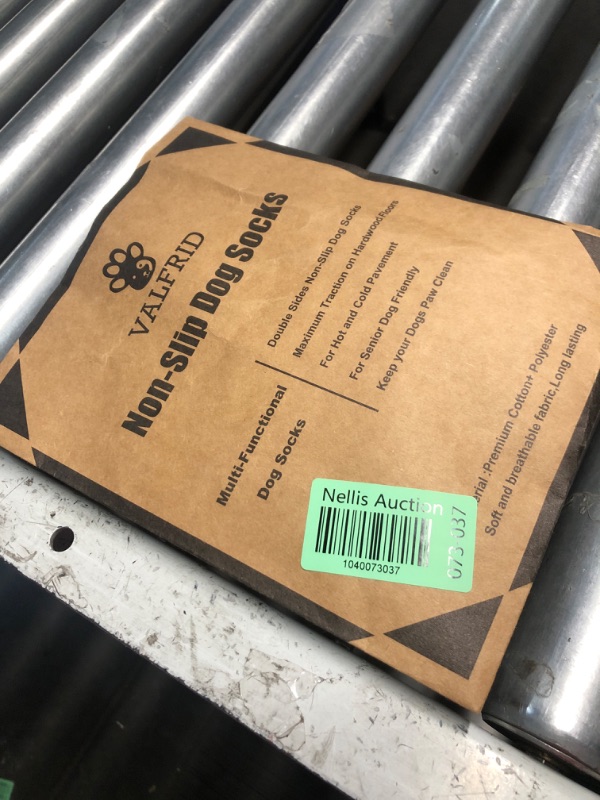 VALFRID
Non-Slip Dog Socks
Multi-Functional
Dog Socks
Double Sides Non-Slip Dog Socks
Maximum Traction on Hardwood Floors
For Hot and Cold Pavement
For Senior Dog Friendly
Keep your Dogs Paw Clean
:Premium Cotton+ Polyester
Soft and breathable fabric,Long lasting
Nellis Auction
1040073037
073 037